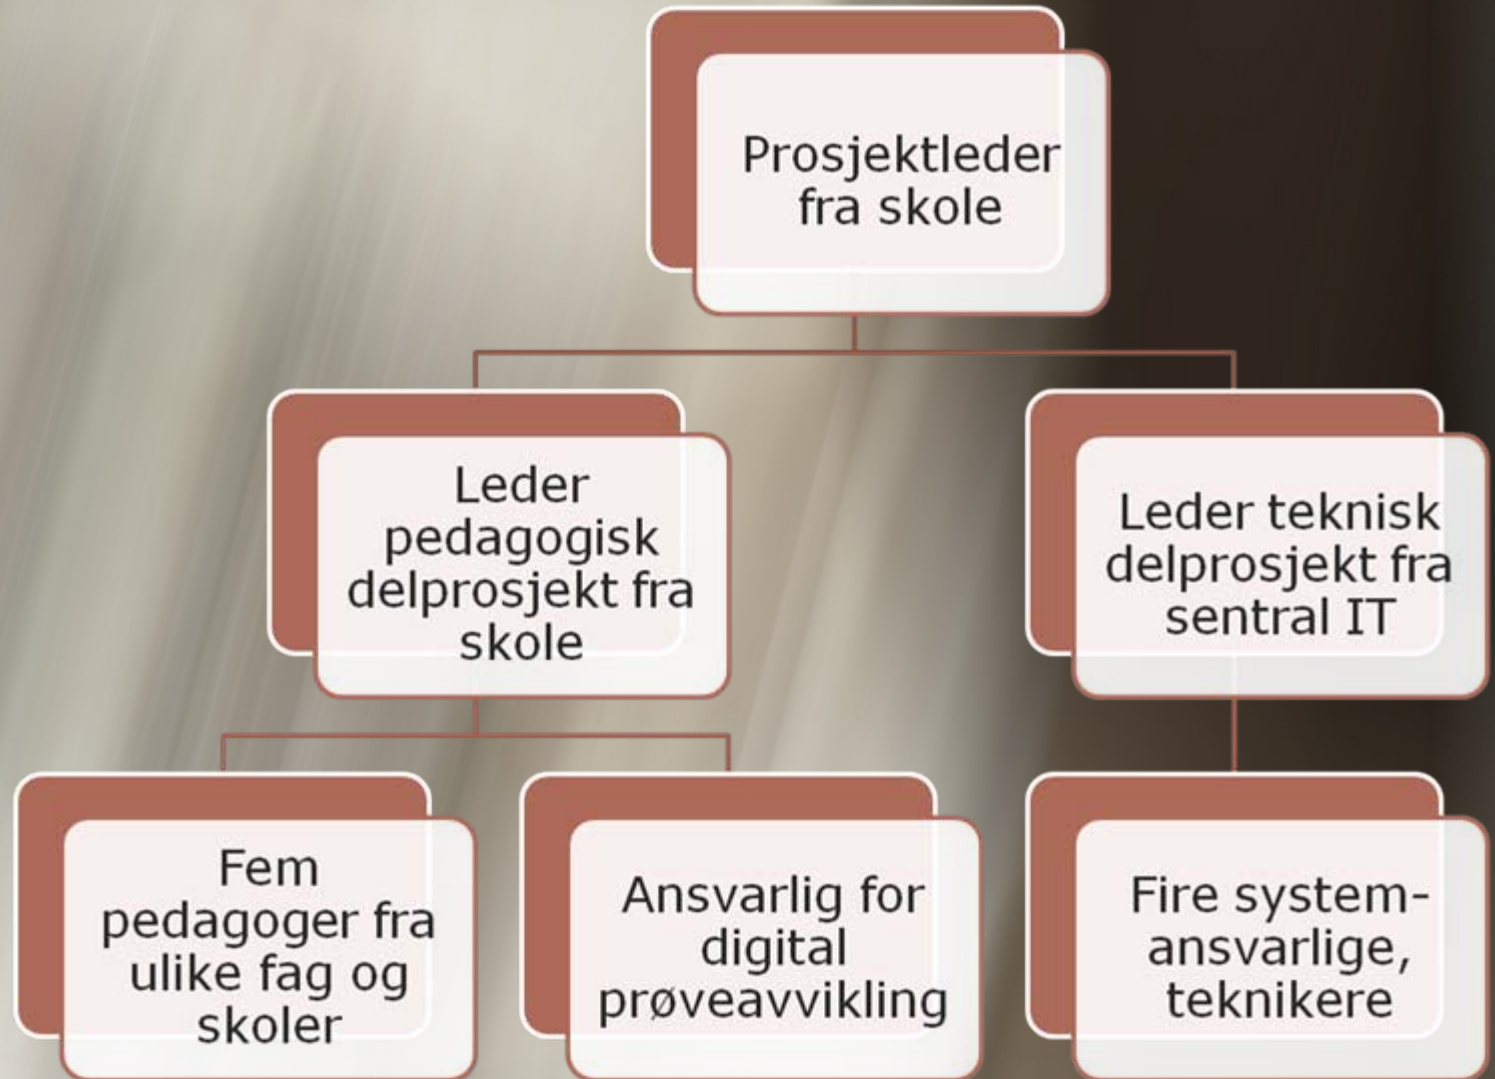 Prosjektleder
fra skole
Leder
pedagogisk
delprosjekt fra
skole
Leder teknisk
delprosjekt fra
sentral IT
Fem
pedagoger fra
ulike fag og
skoler
Ansvarlig for
digital
prøveavvikling
Fire system-
ansvarlige,
teknikere